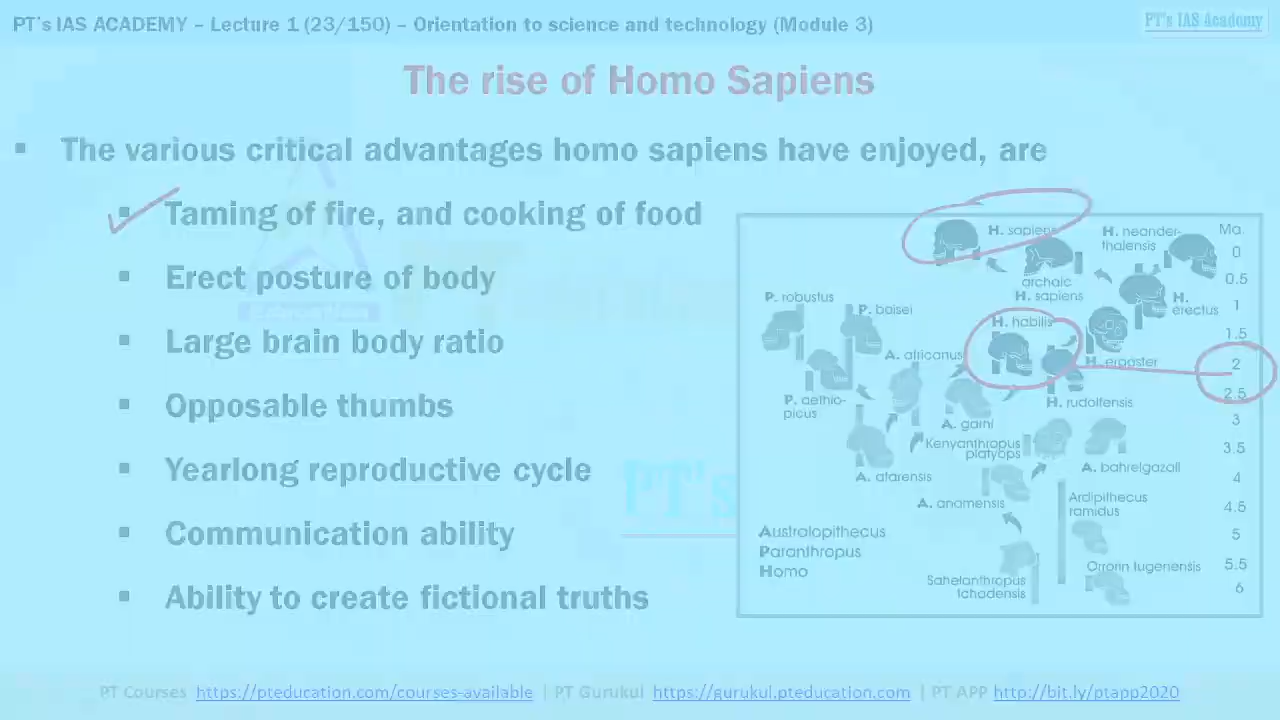 PT's IAS ACADEMY – Lecture 1 (23/150) – Orientation to science and technology (Module 3)
PT's IAS Academy
The rise of Homo Sapiens
▪ The various critical advantages homo sapiens have enjoyed, are
▪ Taming of fire, and cooking of food
▪ Erect posture of body
▪ Large brain body ratio
▪ Opposable thumbs
▪ Yearlong reproductive cycle
▪ Communication ability
▪ Ability to create fictional truths
H. sapiens
H. neander-
thalensis
Ma.
0
archaic
H. sapiens
0.5
P. robustus
P. boisei
H.
erectus
1
H. habilis
1.5
A. africanus
H. ergaster
2
P. aethio-
picus
H. rudolfensis
2.5
A. garhi
3
Kenyanthropus
platyops
3.5
A. afarensis
A. bahrelgazali
4
A. anamensis
Ardipithecus
ramidus
4.5
Australopithecus
Paranthropus
Homo
5
Orrorin tugenensis
5.5
Sahelanthropus
tchadensis
6
PT's
PT Courses https://pteducation.com/courses-available | PT Gurukul https://gurukul.pteducation.com | PT APP http://bit.ly/ptapp2020